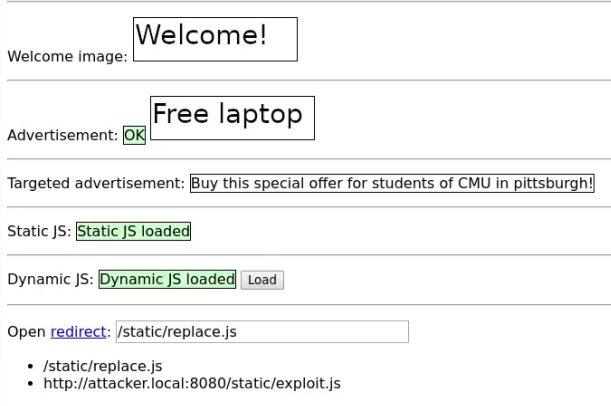 Welcome image: Welcome!
Advertisement: OK Free laptop
Targeted advertisement: Buy this special offer for students of CMU in pittsburgh!
Static JS: Static JS loaded
Dynamic JS: Dynamic JS loaded Load
Open redirect: /static/replace.js
• /static/replace.js
• http://attacker.local:8080/static/exploit.js